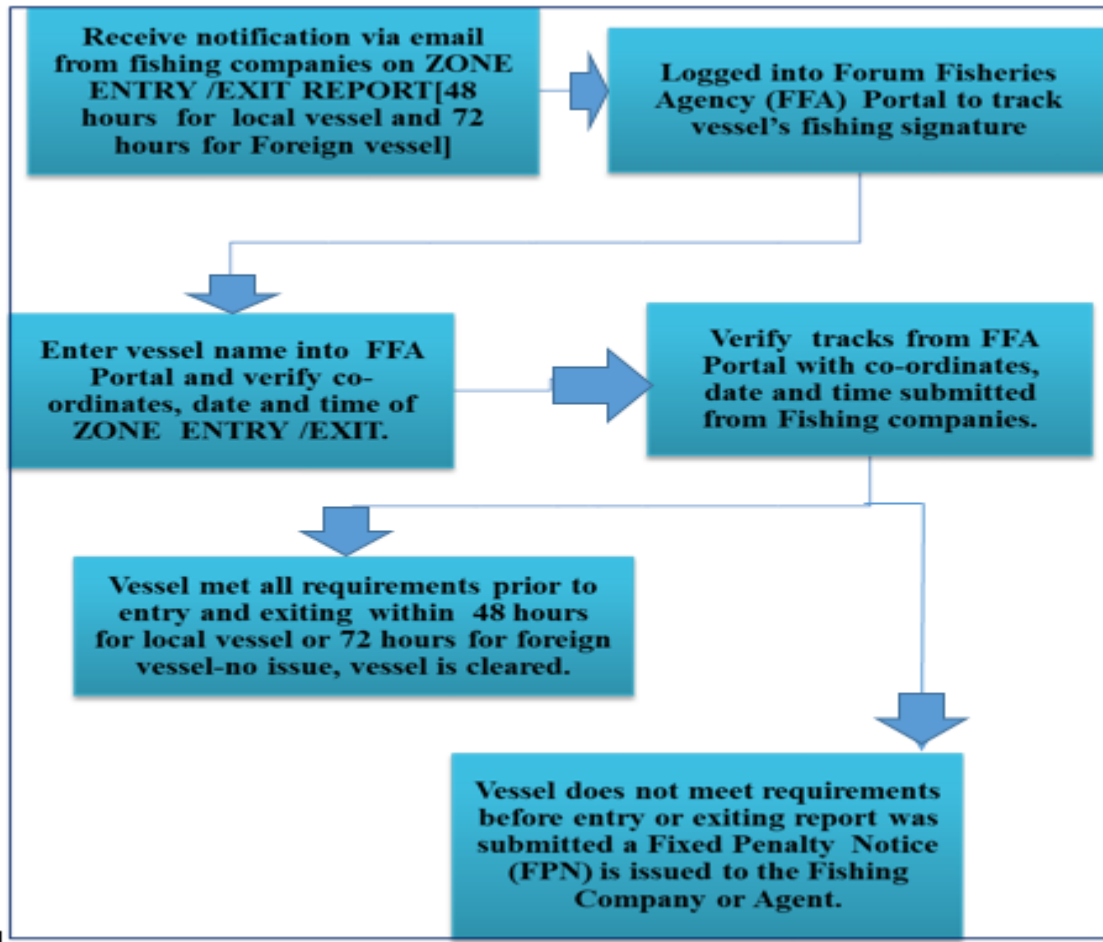 Receive notification via email
from fishing companies on ZONE
ENTRY /EXIT REPORT[48
hours for local vessel and 72
hours for Foreign vessel]
Logged into Forum Fisheries
Agency (FFA) Portal to track
vessel's fishing signature
Enter vessel name into FFA
Portal and verify co-
ordinates, date and time of
ZONE ENTRY /EXIT.
Verify tracks from FFA
Portal with co-ordinates,
date and time submitted
from Fishing companies.
Vessel met all requirements prior to
entry and exiting within 48 hours
for local vessel or 72 hours for foreign
vessel-no issue, vessel is cleared.
Vessel does not meet requirements
before entry or exiting report was
submitted a Fixed Penalty Notice
(FPN) is issued to the Fishing
Company or Agent.